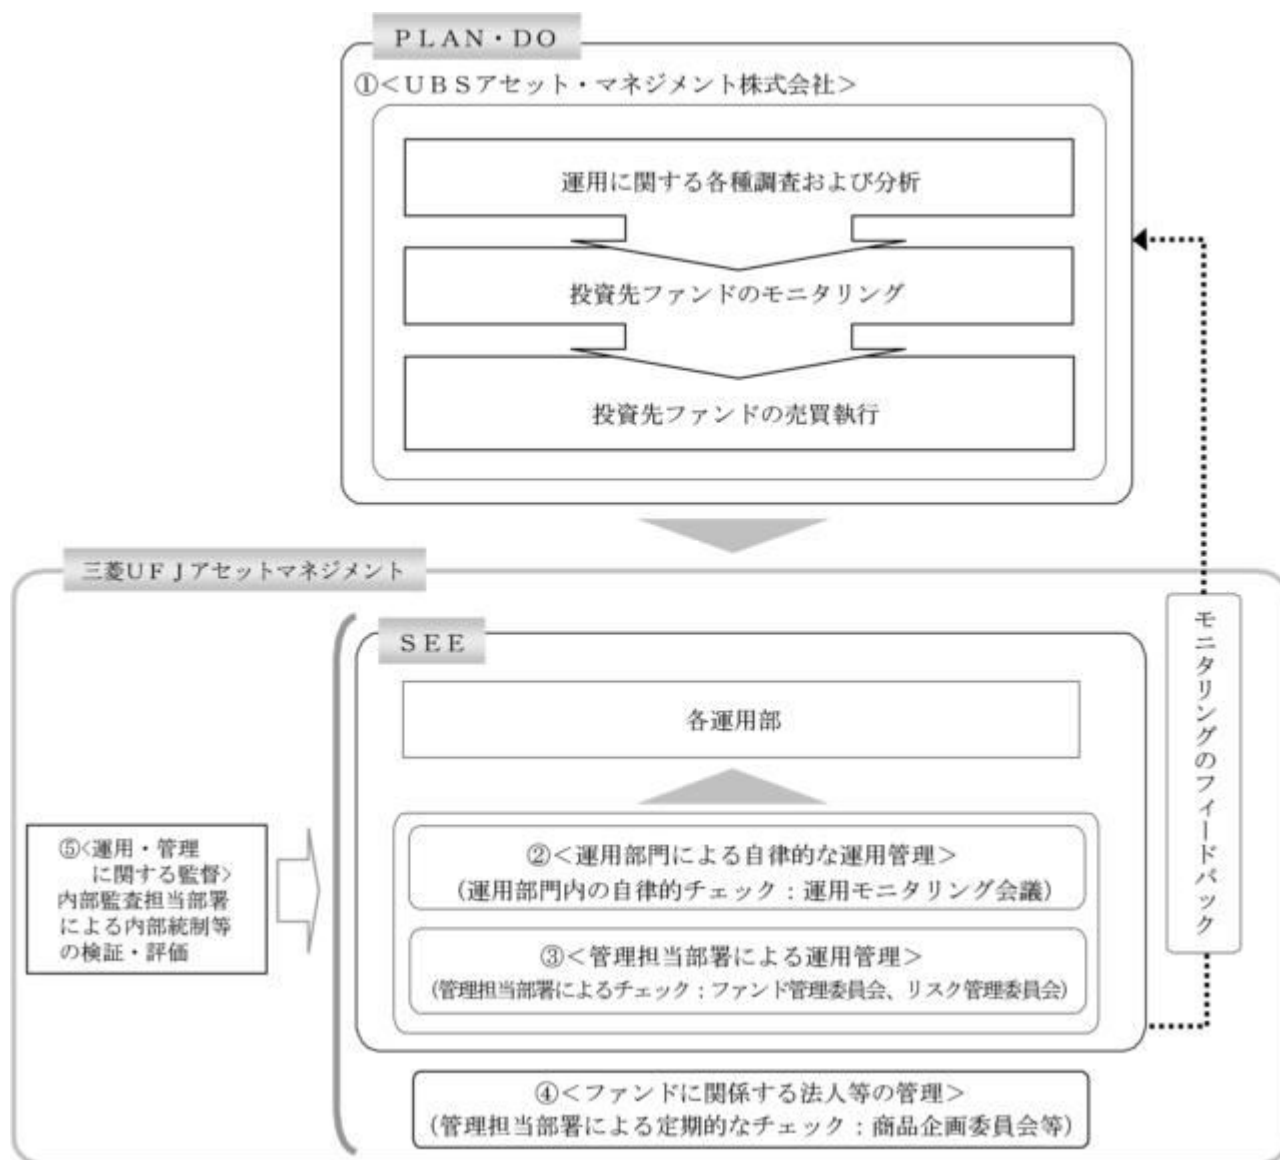 PLAN・DO
①<UBSアセット・マネジメント株式会社>
運用に関する各種調査および分析
投資先ファンドのモニタリング
投資先ファンドの売買執行
三菱UFJアセットマネジメント
SEE
各運用部
②<運用部門による自律的な運用管理>
(運用部門内の自律的チェック:運用モニタリング会議)
③<管理担当部署による運用管理>
(管理担当部署によるチェック:ファンド管理委員会、リスク管理委員会)
④<ファンドに関係する法人等の管理>
(管理担当部署による定期的なチェック:商品企画委員会等)
⑤<運用・管理
に関する監督>
内部監査担当部署
による内部統制等
の検証・評価
モニタリングのフィードバック